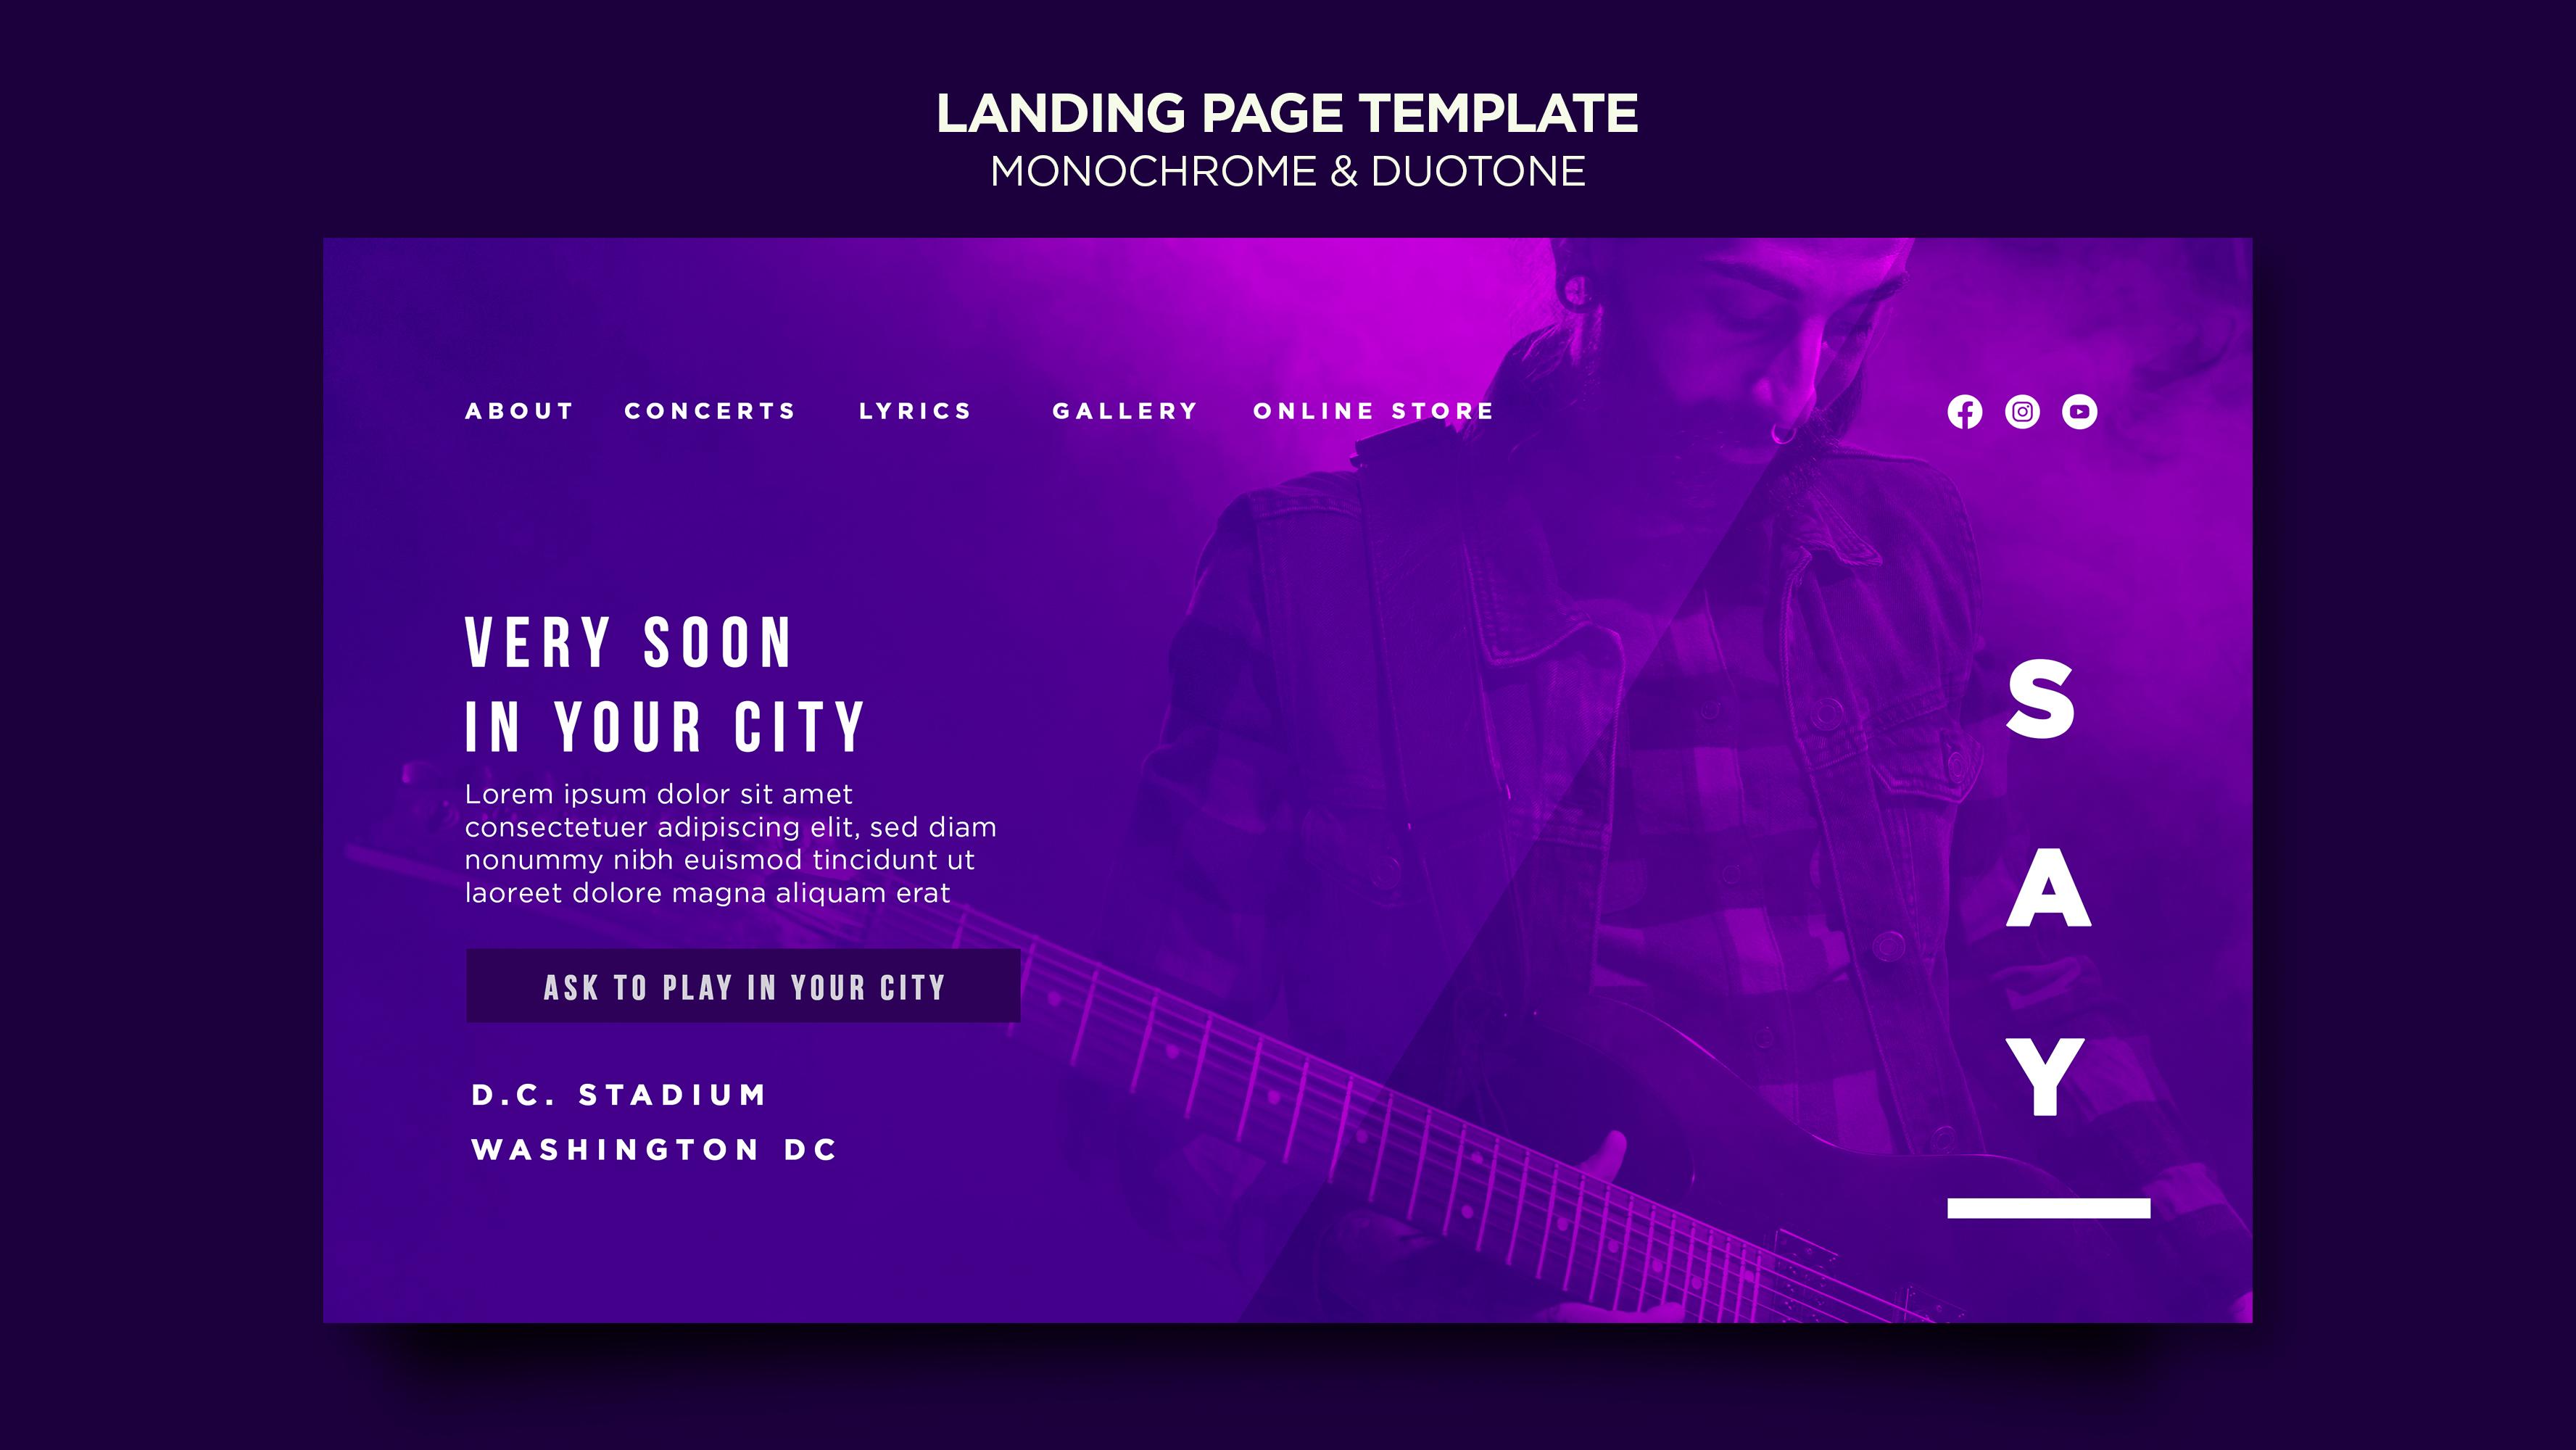 LANDING PAGE TEMPLATE
MONOCHROME & DUOTONE
ABOUT CONCERTS LYRICS GALLERY ONLINE STORE
VERY SOON
IN YOUR CITY
Lorem ipsum dolor sit amet
consectetuer adipiscing elit, sed diam
nonummy nibh euismod tincidunt ut
laoreet dolore magna aliquam erat
ASK TO PLAY IN YOUR CITY
D.C. STADIUM
WASHINGTON DC
S
A
Y